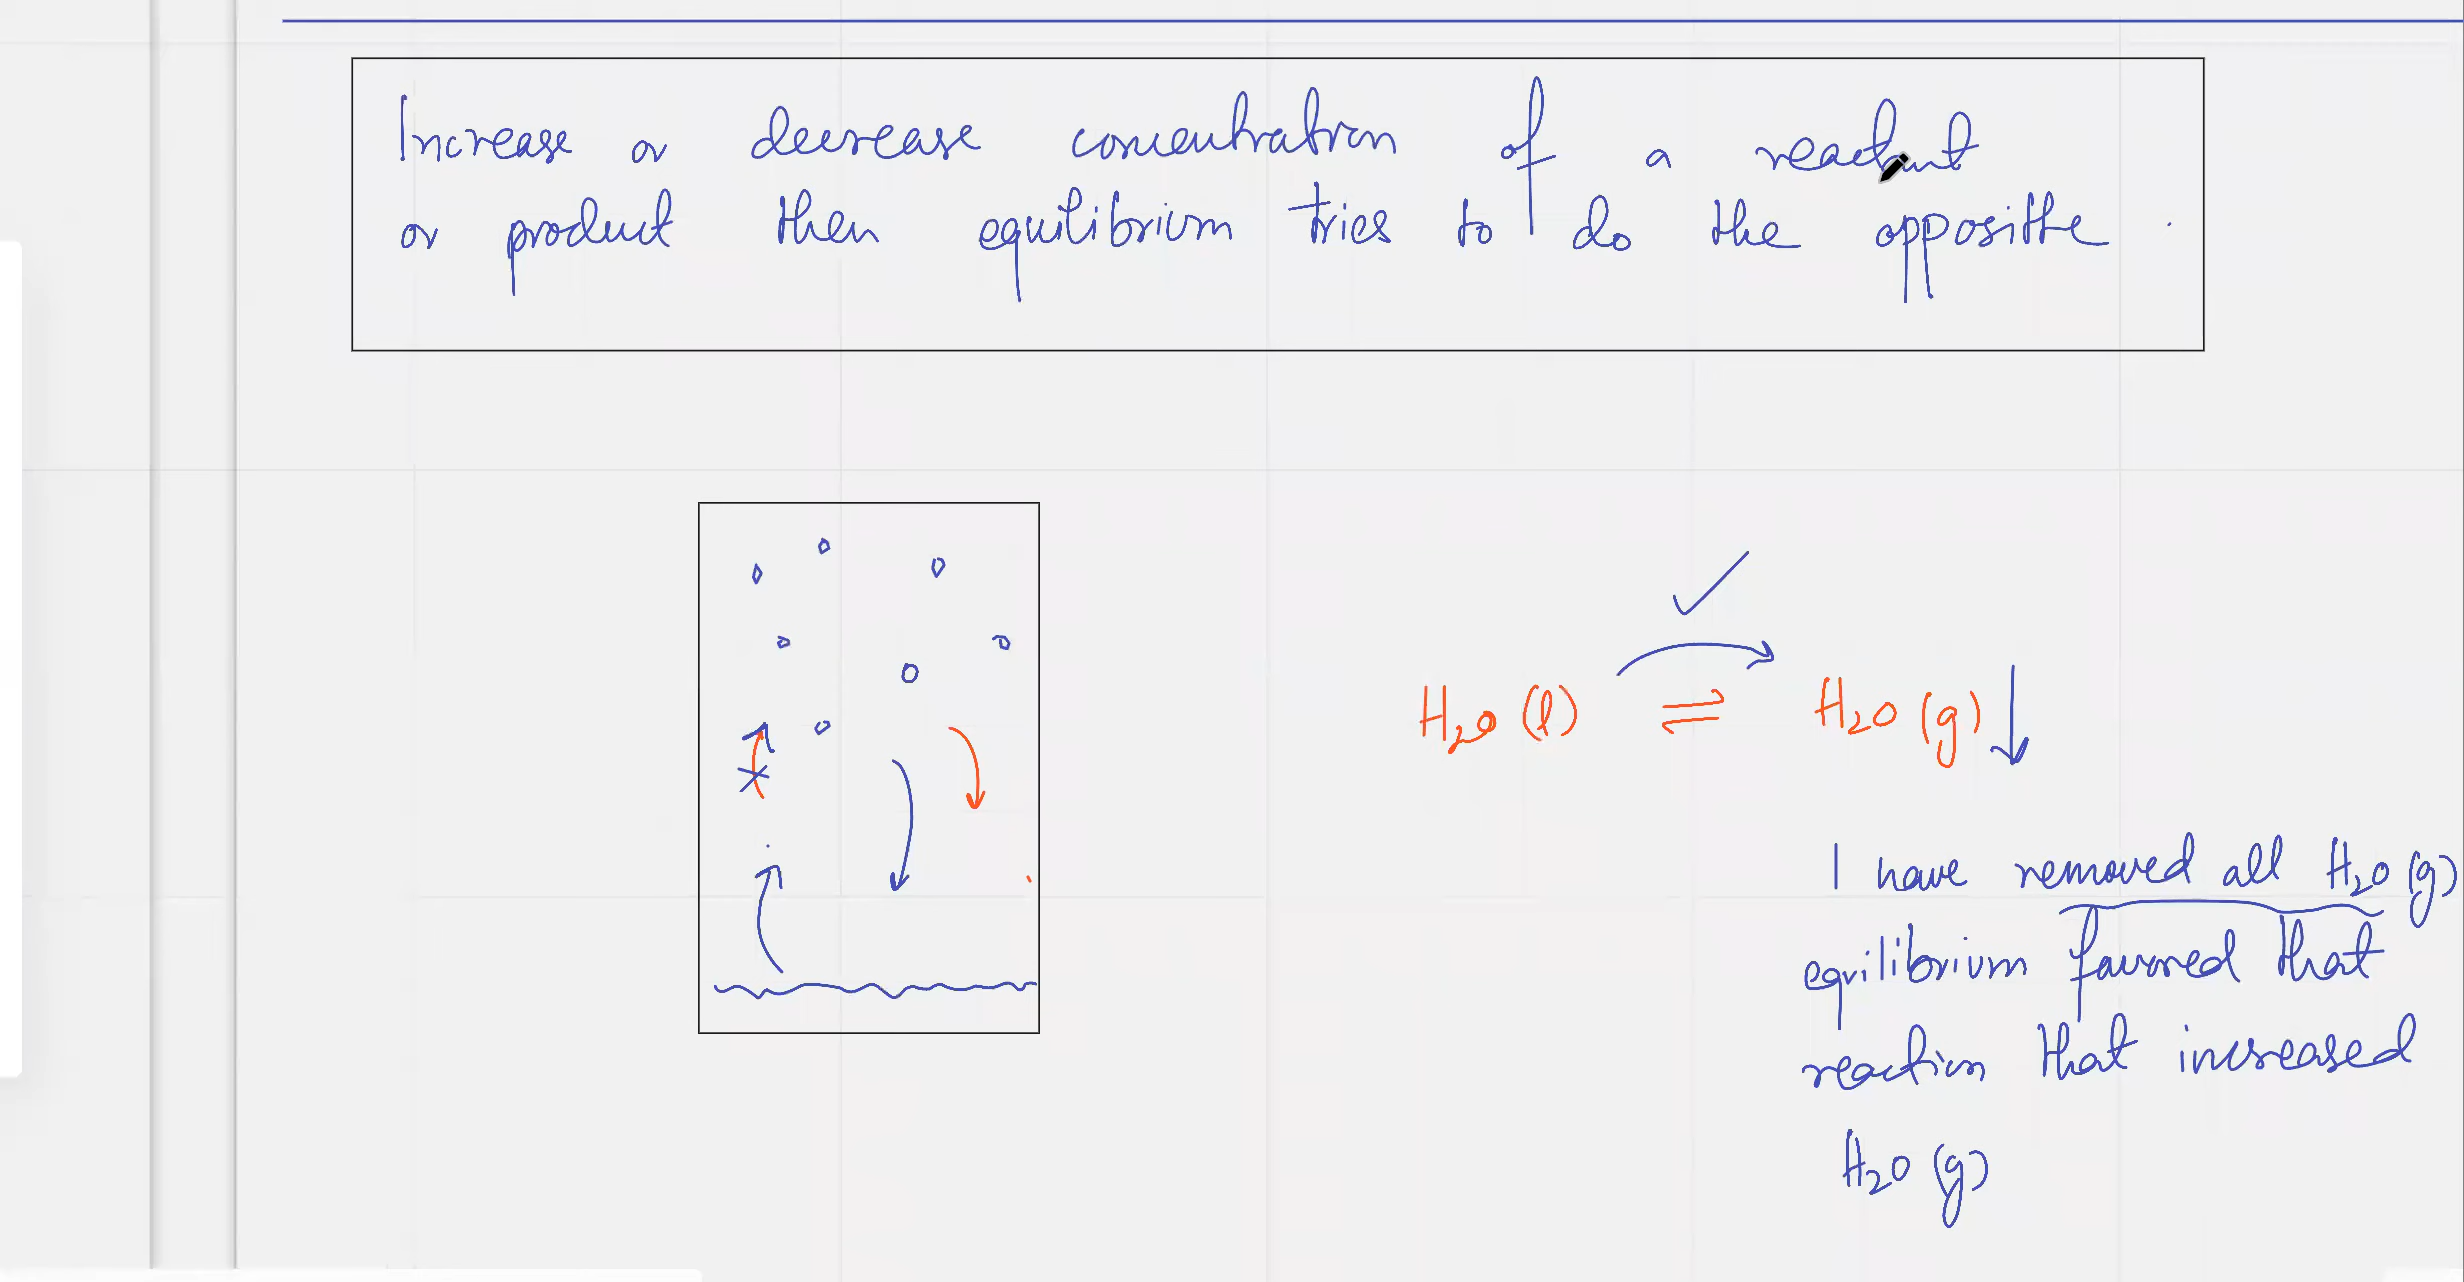 Increase or decrease concentration of a reactant
or product then equilibrium tries to do the oppositte .
H2O (l) ⇌ H2O (g) ↓
I have removed all H2O (g)
equilibrium favored that
reaction that increased
H2O (g)